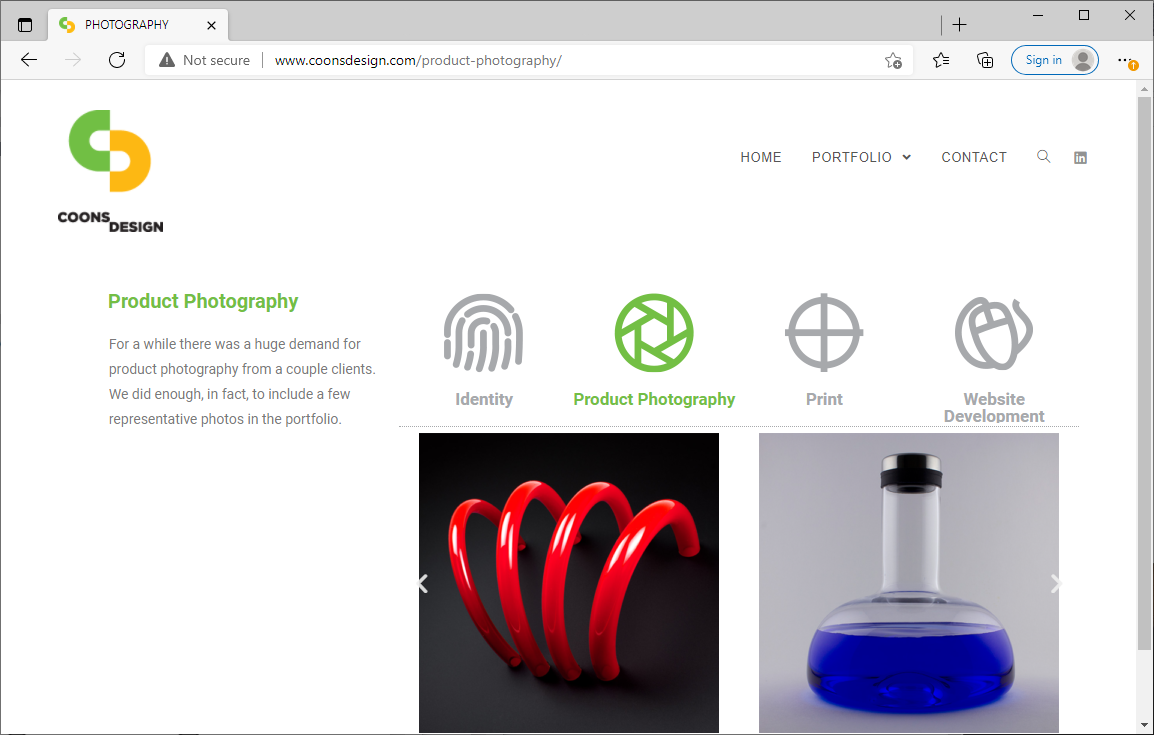 PHOTOGRAPHY
Not secure
www.coonsdesign.com/product-photography/
Sign in
COONS
DESIGN
HOME
PORTFOLIO
CONTACT
Product Photography
For a while there was a huge demand for
product photography from a couple clients.
We did enough, in fact, to include a few
representative photos in the portfolio.
Identity
Product Photography
Print
Website
Development